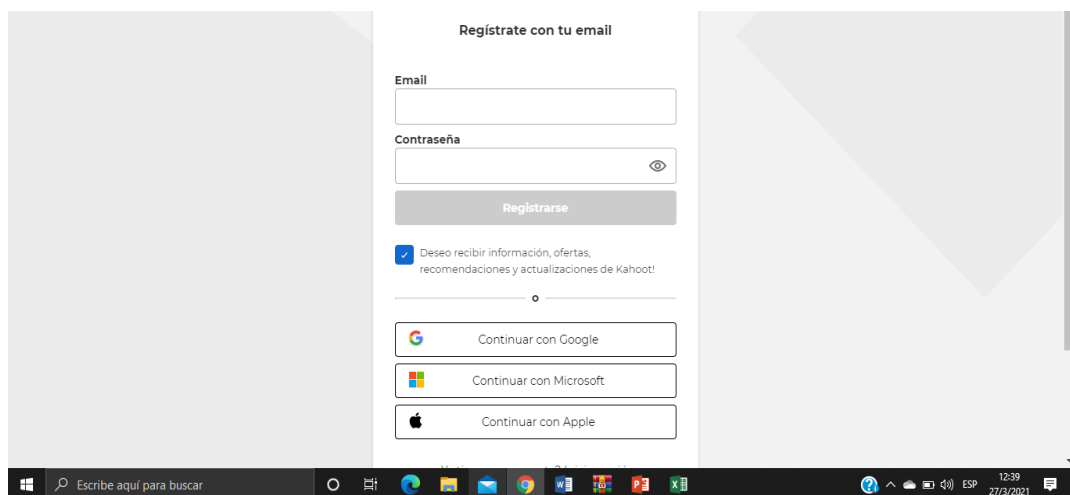 Regístrate con tu email
Email
Contraseña
Registrarse
Deseo recibir información, ofertas,
recomendaciones y actualizaciones de Kahoot!
o
Continuar con Google
Continuar con Microsoft
Continuar con Apple
Escribe aquí para buscar
ESP
12:39
27/3/2021